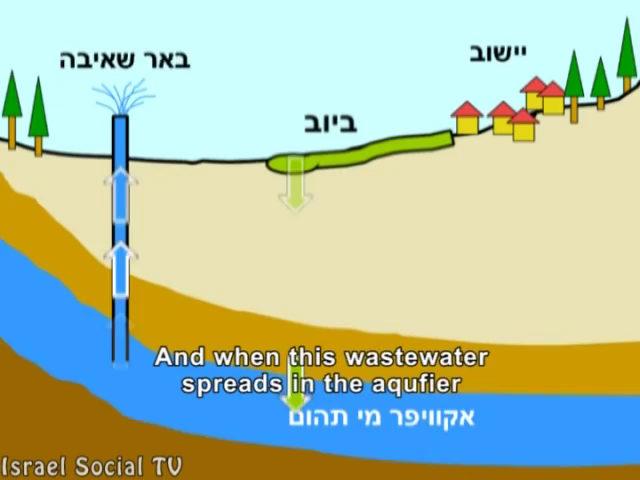 יישוב
באר שאיבה
ביוב
And when this wastewater
spreads in the aqufier
אקוויפר מי תהום
Israel Social TV